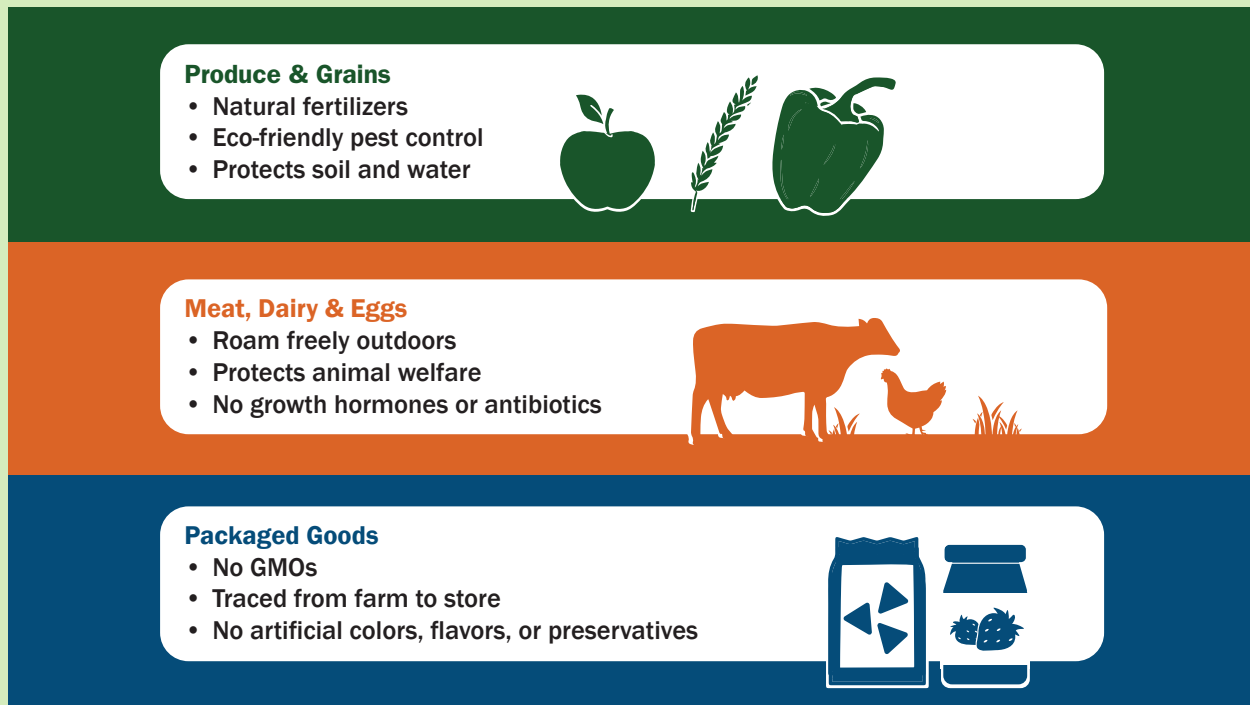 Produce & Grains
• Natural fertilizers
• Eco-friendly pest control
• Protects soil and water
Meat, Dairy & Eggs
• Roam freely outdoors
• Protects animal welfare
• No growth hormones or antibiotics
Packaged Goods
• No GMOs
• Traced from farm to store
• No artificial colors, flavors, or preservatives